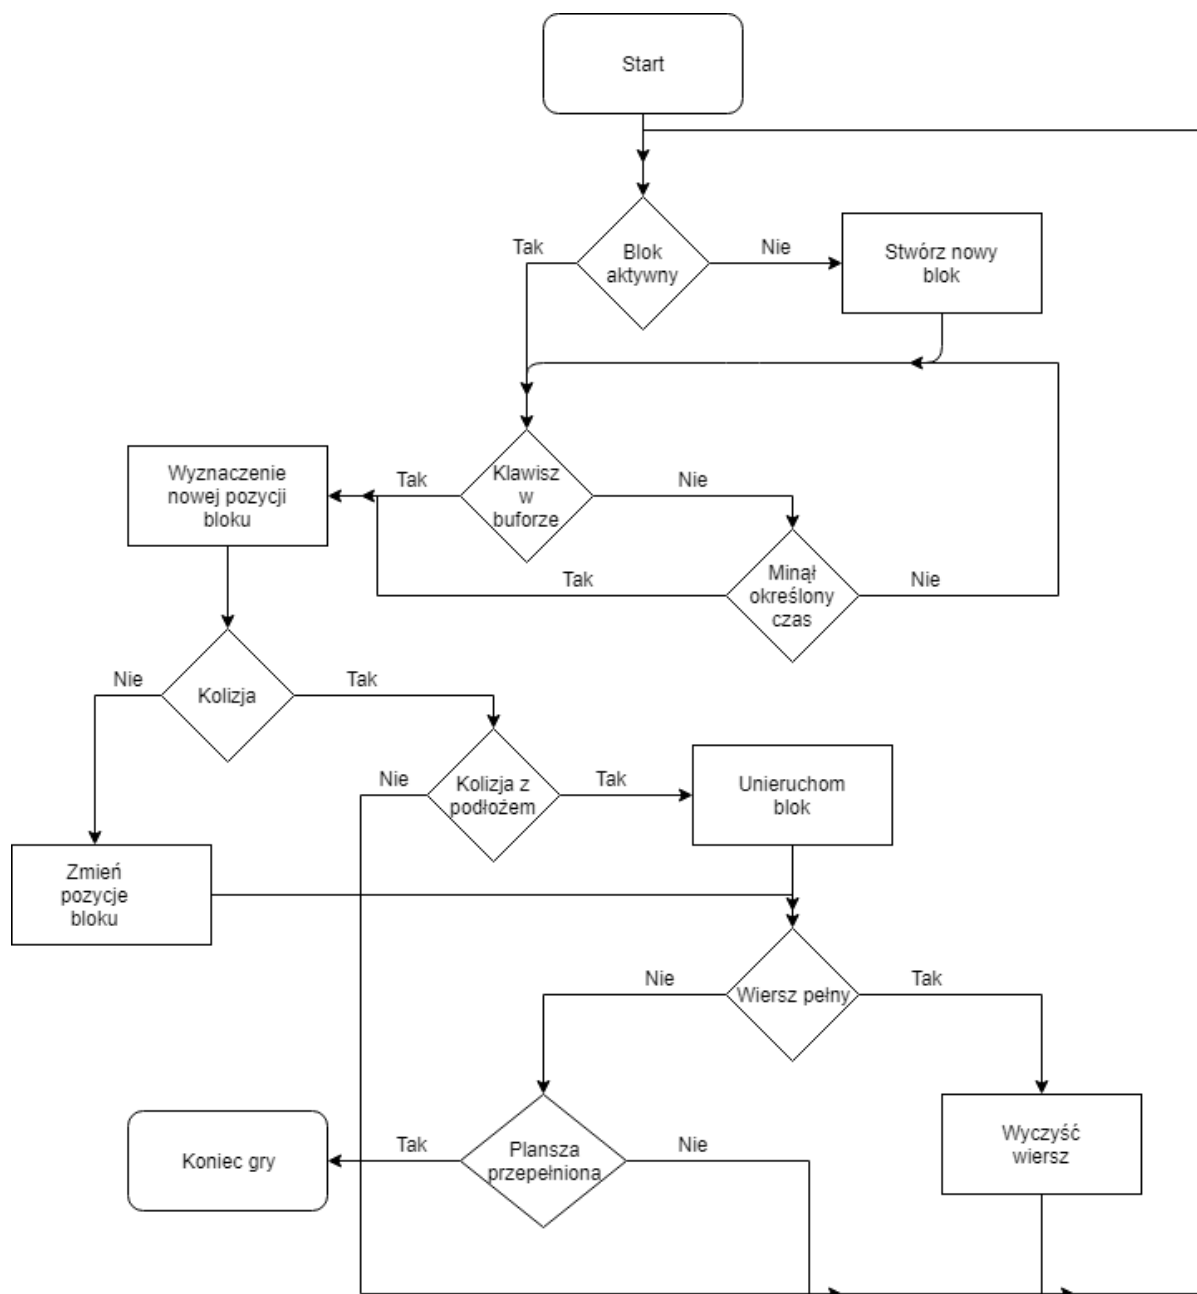 Start
Blok
aktywny
Tak
Nie
Stwórz nowy
blok
Wyznaczenie
nowej pozycji
bloku
Tak
Klawisz
w
buforze
Nie
Tak
Minął
określony
czas
Nie
Nie
Kolizja
Tak
Nie
Kolizja z
podłożem
Tak
Unieruchom
blok
Zmień
pozycje
bloku
Nie
Wiersz pełny
Tak
Koniec gry
Tak
Plansza
przepełniona
Nie
Wyczyść
wiersz